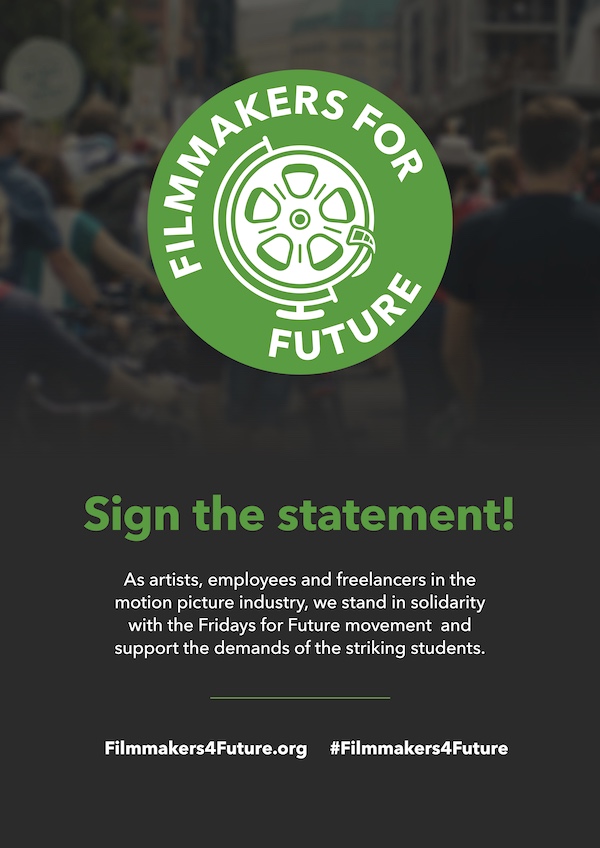 FILMMAKERS FOR
FUTURE
Sign the statement!
As artists, employees and freelancers in the
motion picture industry, we stand in solidarity
with the Fridays for Future movement  and
support the demands of the striking students.
Filmmakers4Future.org #Filmmakers4Future